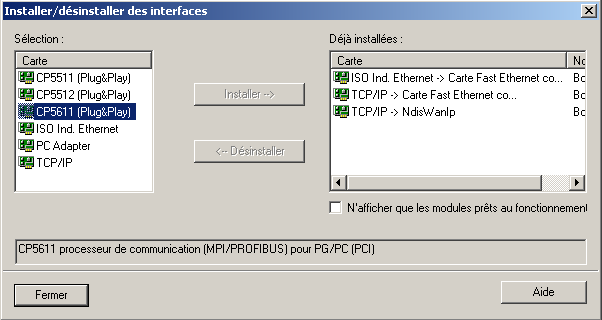 Installer/désinstaller des interfaces
Sélection :
Carte
CP5511 (Plug&Play)
CP5512 (Plug&Play)
CP5611 (Plug&Play)
ISO Ind. Ethernet
PC Adapter
TCP/IP
Installer -->
<-- Désinstaller
Déjà installées :
Carte No
ISO Ind. Ethernet -> Carte Fast Ethernet co... Bo
TCP/IP -> Carte Fast Ethernet co... Bo
TCP/IP -> NdisWanIp Bo
N'afficher que les modules prêts au fonctionnement
CP5611 processeur de communication (MPI/PROFIBUS) pour PG/PC (PCI)
Fermer
Aide